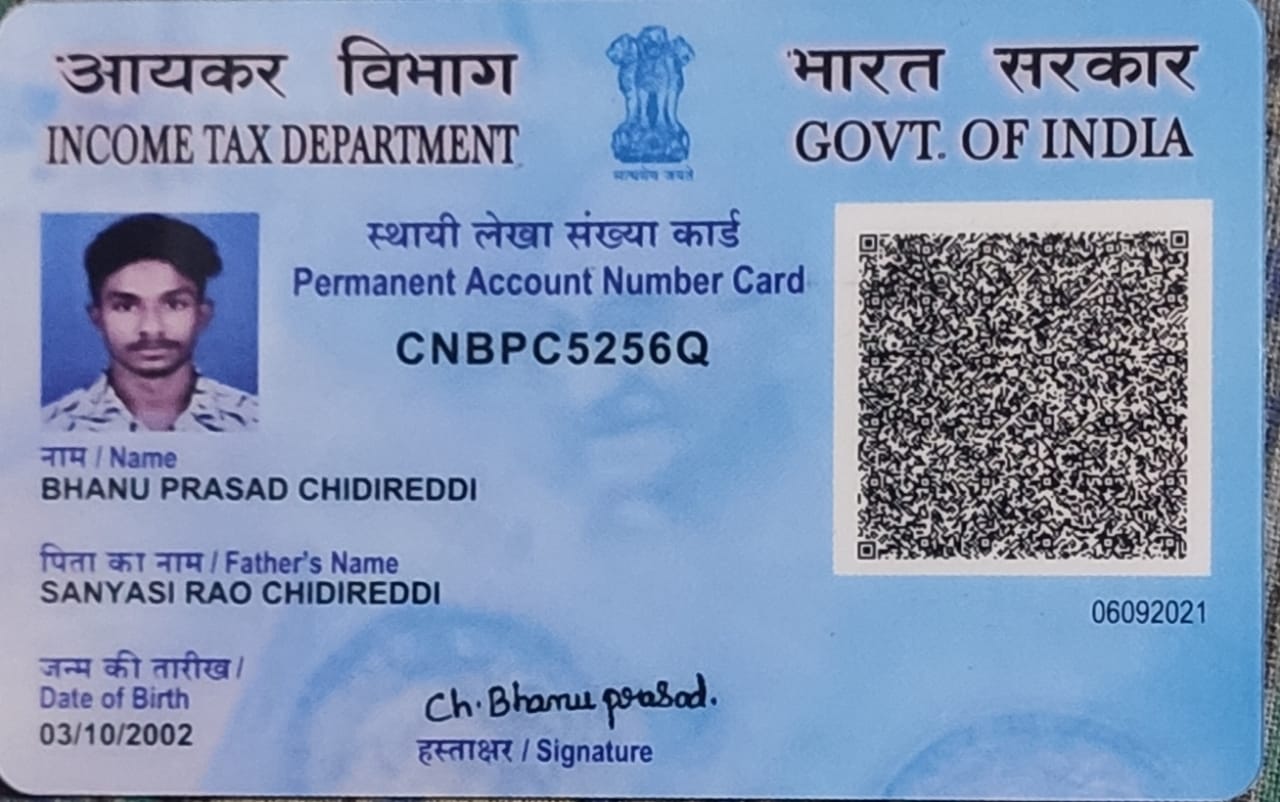 आयकर विभाग
INCOME TAX DEPARTMENT
सत्यमेव जयते
भारत सरकार
GOVT. OF INDIA
स्थायी लेखा संख्या कार्ड
Permanent Account Number Card
CNBPC5256Q
नाम / Name
BHANU PRASAD CHIDIREDDI
पिता का नाम / Father's Name
SANYASI RAO CHIDIREDDI
06092021
जन्म की तारीख /
Date of Birth
03/10/2002
Ch. Bhanu prasad.
हस्ताक्षर / Signature